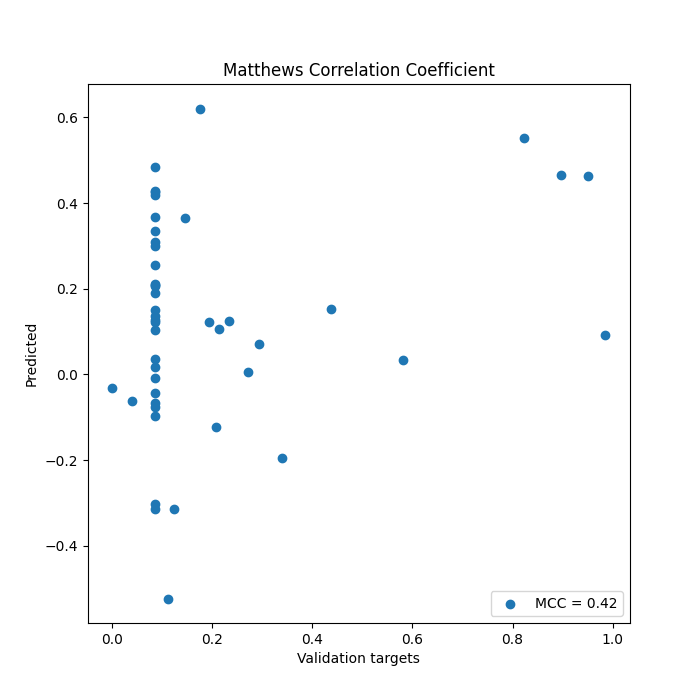 Matthews Correlation Coefficient
0.6
0.4
0.2
0.0
−0.2
−0.4
Predicted
0.0 0.2 0.4 0.6 0.8 1.0
Validation targets
MCC = 0.42